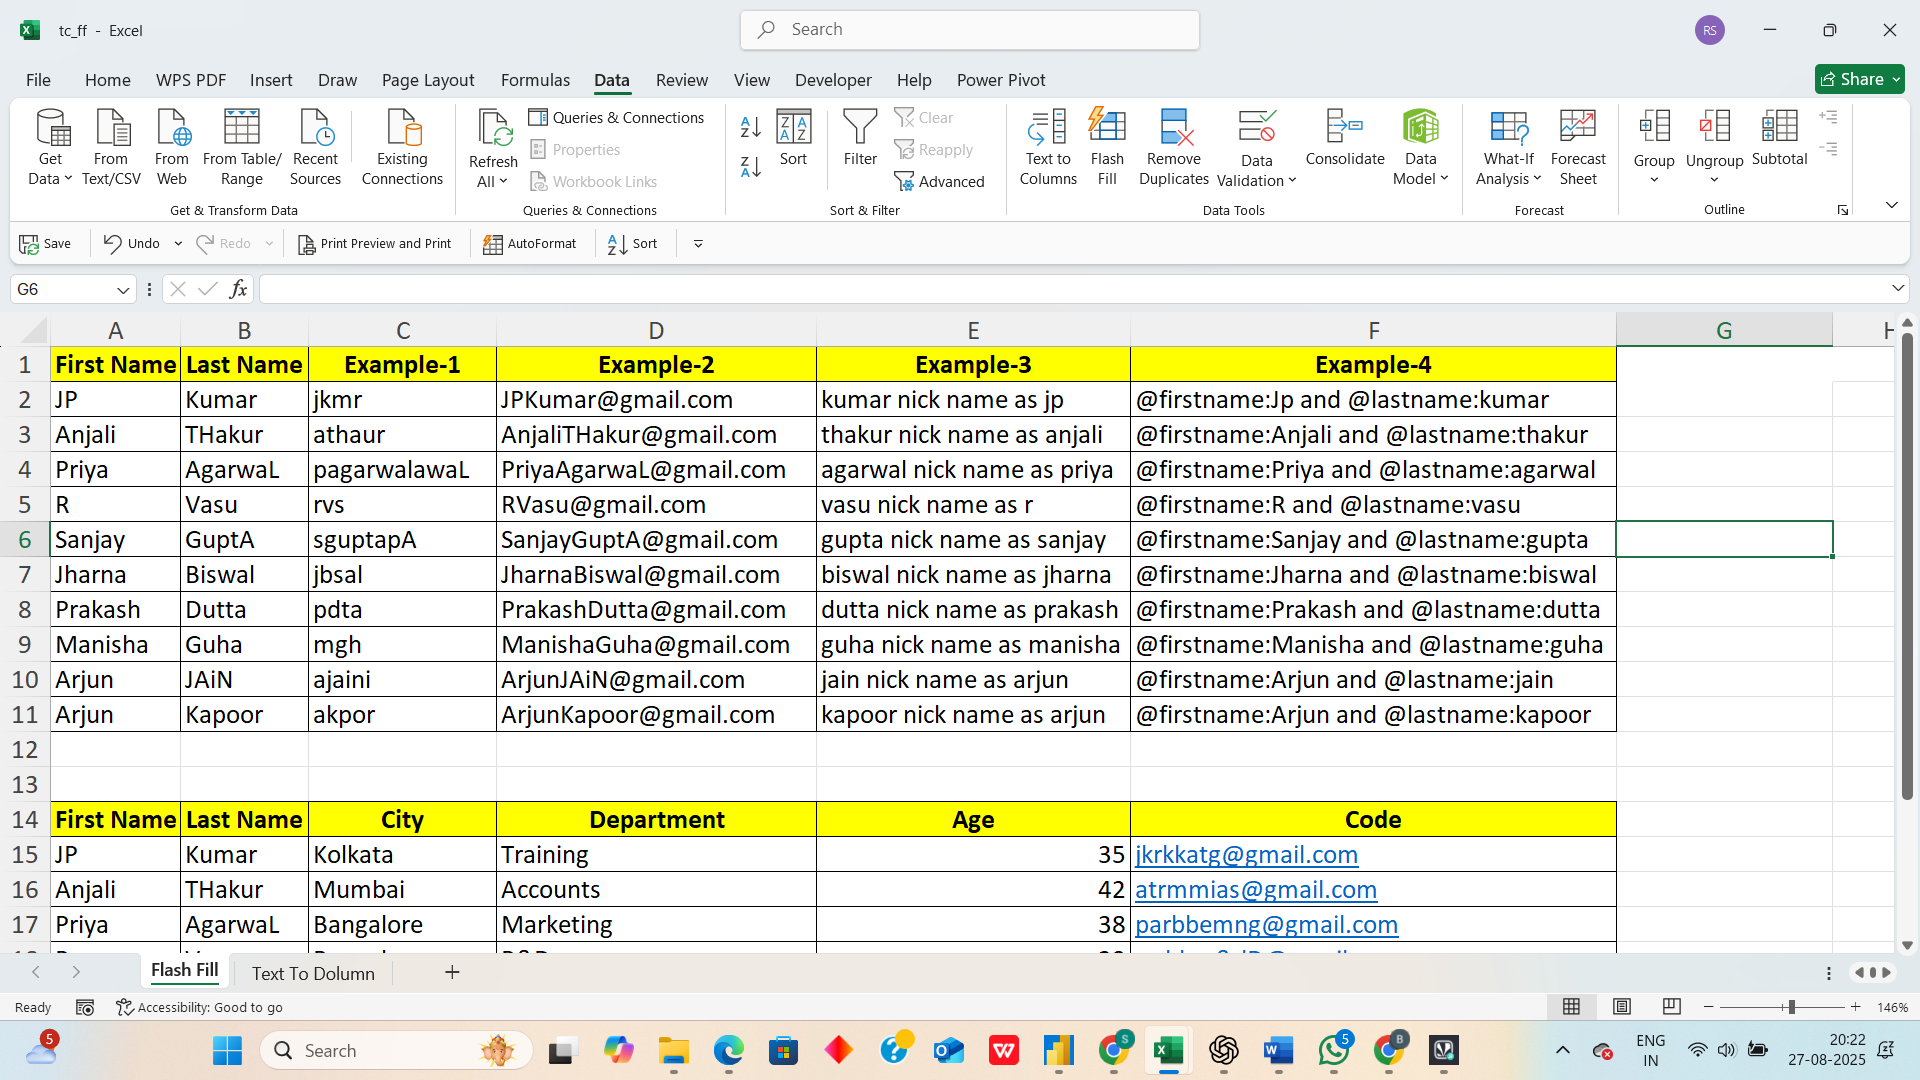 tc_ff - Excel
Search
RS
File Home WPS PDF Insert Draw Page Layout Formulas Data Review View Developer Help Power Pivot
Share
Get Data From Text/CSV From Web From Table/ Range Recent Sources Existing Connections
Get & Transform Data
Refresh All Queries & Connections
Properties
Workbook Links
Queries & Connections
Sort Filter Clear
Reapply
Advanced
Sort & Filter
Text to Columns Flash Fill Remove Duplicates Data Validation Consolidate Data Model
Data Tools
What-If Analysis Forecast Sheet
Forecast
Group Ungroup Subtotal
Outline
Save Undo Redo Print Preview and Print AutoFormat Sort
G6 fx
A B C D E F G H
1 First Name Last Name Example-1 Example-2 Example-3 Example-4
2 JP Kumar jkmr JPKumar@gmail.com kumar nick name as jp @firstname:Jp and @lastname:kumar
3 Anjali THakur athaur AnjaliTHakur@gmail.com thakur nick name as anjali @firstname:Anjali and @lastname:thakur
4 Priya AgarwaL pagarwalawaL PriyaAgarwaL@gmail.com agarwal nick name as priya @firstname:Priya and @lastname:agarwal
5 R Vasu rvs RVasu@gmail.com vasu nick name as r @firstname:R and @lastname:vasu
6 Sanjay GuptA sguptapA SanjayGuptA@gmail.com gupta nick name as sanjay @firstname:Sanjay and @lastname:gupta
7 Jharna Biswal jbsal JharnaBiswal@gmail.com biswal nick name as jharna @firstname:Jharna and @lastname:biswal
8 Prakash Dutta pdta PrakashDutta@gmail.com dutta nick name as prakash @firstname:Prakash and @lastname:dutta
9 Manisha Guha mgh ManishaGuha@gmail.com guha nick name as manisha @firstname:Manisha and @lastname:guha
10 Arjun JAiN ajaini ArjunJAiN@gmail.com jain nick name as arjun @firstname:Arjun and @lastname:jain
11 Arjun Kapoor akpor ArjunKapoor@gmail.com kapoor nick name as arjun @firstname:Arjun and @lastname:kapoor
12
13
14 First Name Last Name City Department Age Code
15 JP Kumar Kolkata Training 35 jkrkkatg@gmail.com
16 Anjali THakur Mumbai Accounts 42 atrmmias@gmail.com
17 Priya AgarwaL Bangalore Marketing 38 parbbemng@gmail.com
Flash Fill Text To Dolumn
Ready Accessibility: Good to go 146%
5 Search S 5 B ENG IN 20:22 27-08-2025